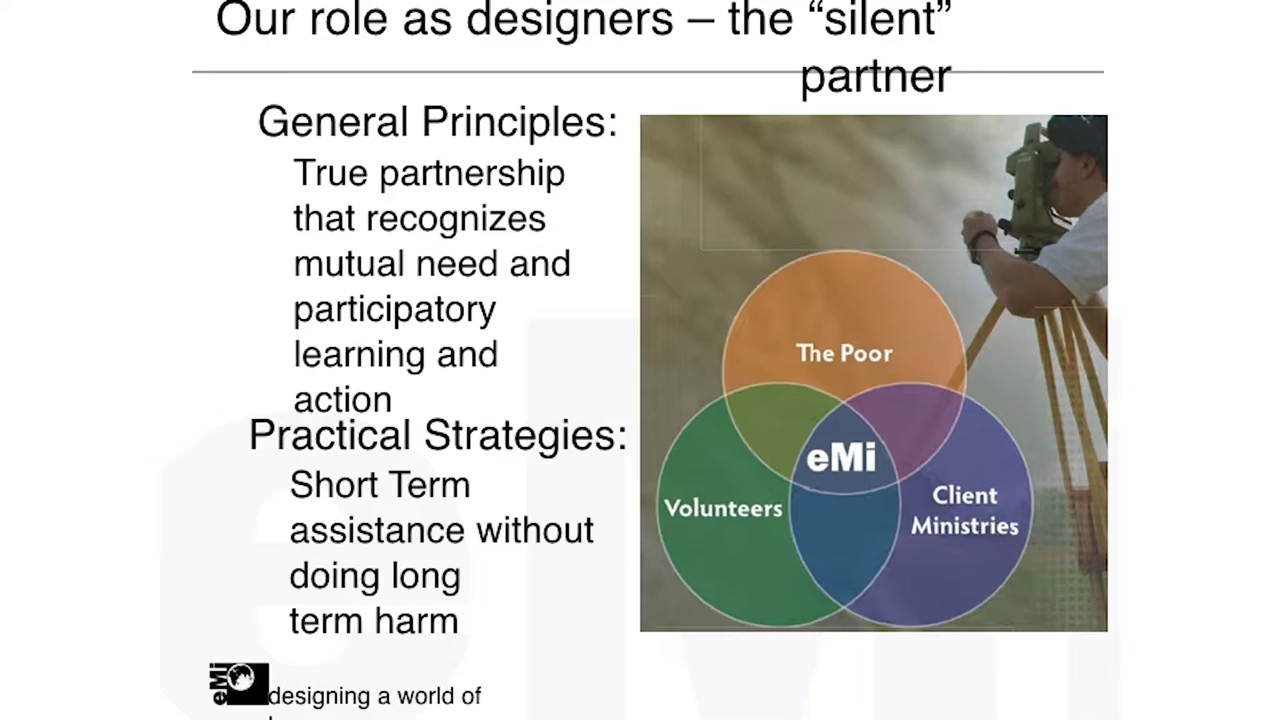 Our role as designers – the “silent”
partner
General Principles:
True partnership
that recognizes
mutual need and
participatory
learning and
action
Practical Strategies:
Short Term
assistance without
doing long
term harm
The Poor
eMi
Volunteers
Client
Ministries
eMi
designing a world of